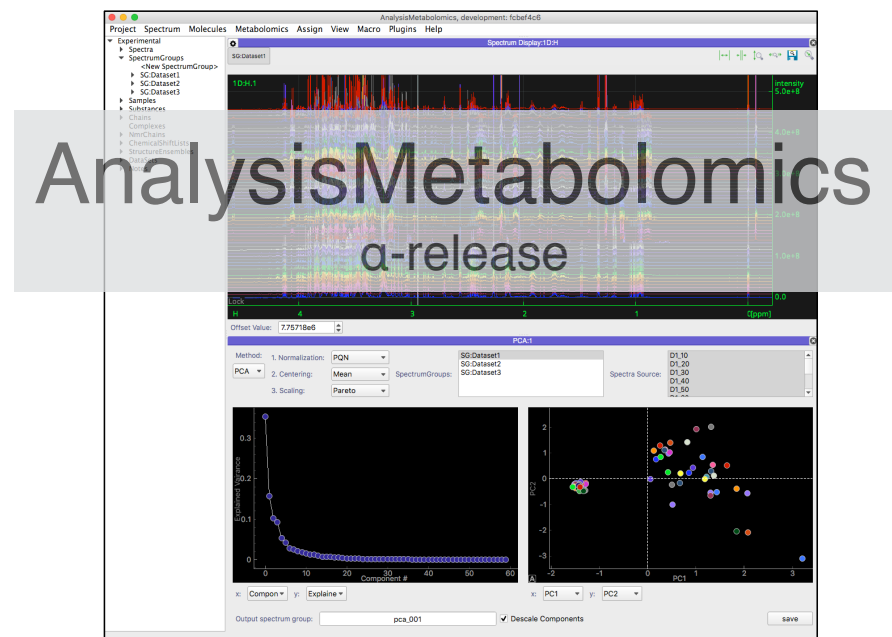 AnalysisMetabolomics, development: fcbef4c6
Project Spectrum Molecules Metabolomics Assign View Macro Plugins Help
Experimental
Spectra
SpectrumGroups
<New SpectrumGroup>
SG:Dataset1
SG:Dataset2
SG:Dataset3
Samples
Substances
Chains
Complexes
NmrChains
ChemicalShiftLists
StructureEnsembles
DataSets
Notes
Spectrum Display:1D:H
SG:Dataset1
1D:H.1
intensity
5.0e+8
4.0e+8
2.0e+8
1.0e+8
0.0
AnalysisMetabolomics
α-release
Lock
H 4 3 2 1 0[ppm]
Offset Value: 7.75718e6
PCA:1
Method: 1. Normalization: PQN
PCA 2. Centering: Mean
3. Scaling: Pareto
SpectrumGroups:
SG:Dataset1
SG:Dataset2
SG:Dataset3
Spectra Source:
D1_10
D1_20
D1_30
D1_40
D1_50
Explained Variance
0.3
0.2
0.1
0
0 10 20 30 40 50 60
Component #
PC2
2
1
0
-1
-2
-3
A
-2 -1 0 1 2 3
PC1
x: Compon y: Explaine
x: PC1 y: PC2
Output spectrum group: pca_001 Descale Components save